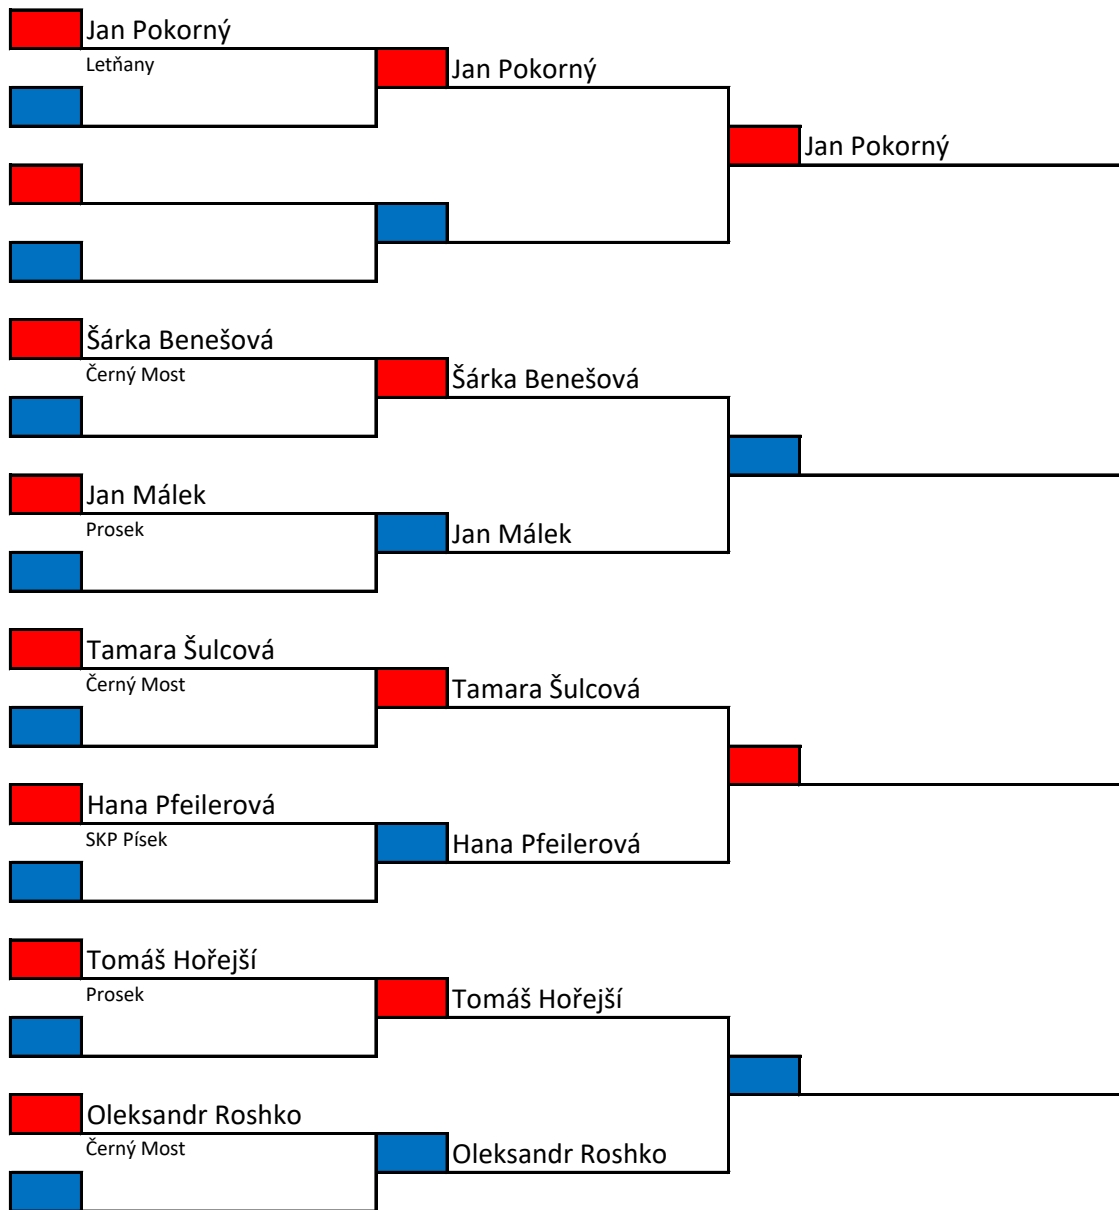 Jan Pokorný
Letňany
Jan Pokorný
Jan Pokorný
Šárka Benešová
Černý Most
Šárka Benešová
Jan Málek
Prosek
Jan Málek
Tamara Šulcová
Černý Most
Tamara Šulcová
Hana Pfeilerová
SKP Písek
Hana Pfeilerová
Tomáš Hořejší
Prosek
Tomáš Hořejší
Oleksandr Roshko
Černý Most
Oleksandr Roshko